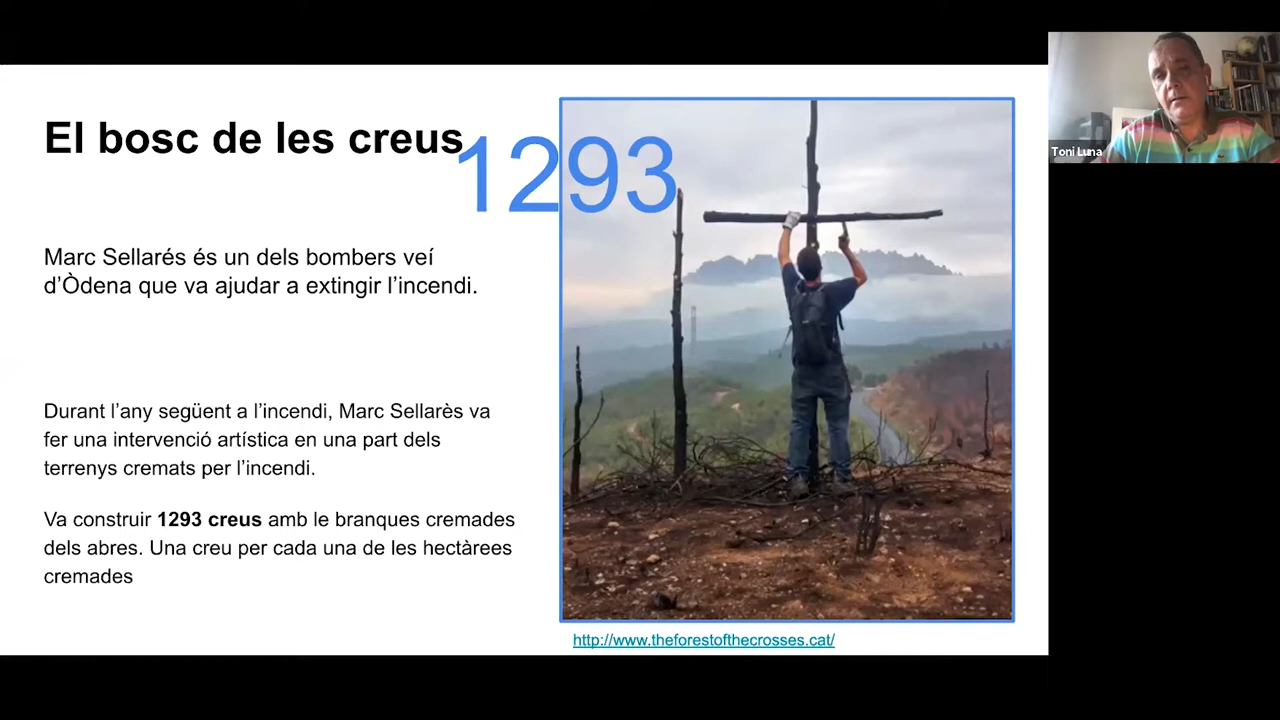 El bosc de les creus
1293
Marc Sellarés és un dels bombers veí
d’Òdena que va ajudar a extingir l’incendi.
Durant l’any següent a l’incendi, Marc Sellarès va
fer una intervenció artística en una part dels
terrenys cremats per l’incendi.
Va construir 1293 creus amb le branques cremades
dels abres. Una creu per cada una de les hectàrees
cremades
http://www.theforestofthecrosses.cat/
Toni Luna